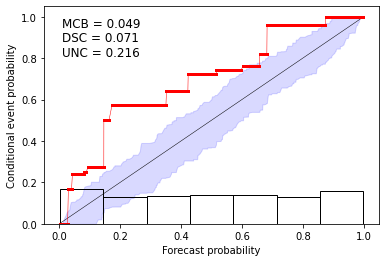 MCB = 0.049
DSC = 0.071
UNC = 0.216
Conditional event probability
1.0
0.8
0.6
0.4
0.2
0.0
0.0 0.2 0.4 0.6 0.8 1.0
Forecast probability